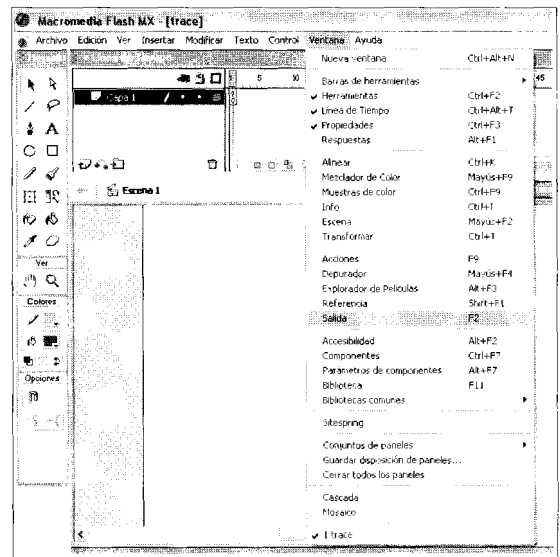 Macromedia Flash MX - [trace]
Archivo Edición Ver Insertar Modificar Texto Control Ventana Ayuda
Nueva ventana Ctrl+Alt+N
Barras de herramientas
Herramientas Ctrl+F2
Línea de Tiempo Ctrl+Alt+T
Propiedades Ctrl+F3
Respuestas Alt+F1
Alinear Ctrl+K
Mezclador de Color Mayús+F9
Muestras de color Ctrl+F9
Info Ctrl+I
Escena Mayús+F2
Transformar Ctrl+T
Acciones F9
Depurador Mayús+F4
Explorador de Películas Alt+F3
Referencia Shift+F1
Salida F2
Accesibilidad Alt+F2
Componentes Ctrl+F7
Parámetros de componentes Alt+F7
Biblioteca F11
Bibliotecas comunes
Sitespring
Conjuntos de paneles
Guardar disposición de paneles...
Cerrar todos los paneles
Cascada
Mosaico
1 trace
5 10 45
Capa 1
Escena 1
Ver
Colores
Opciones